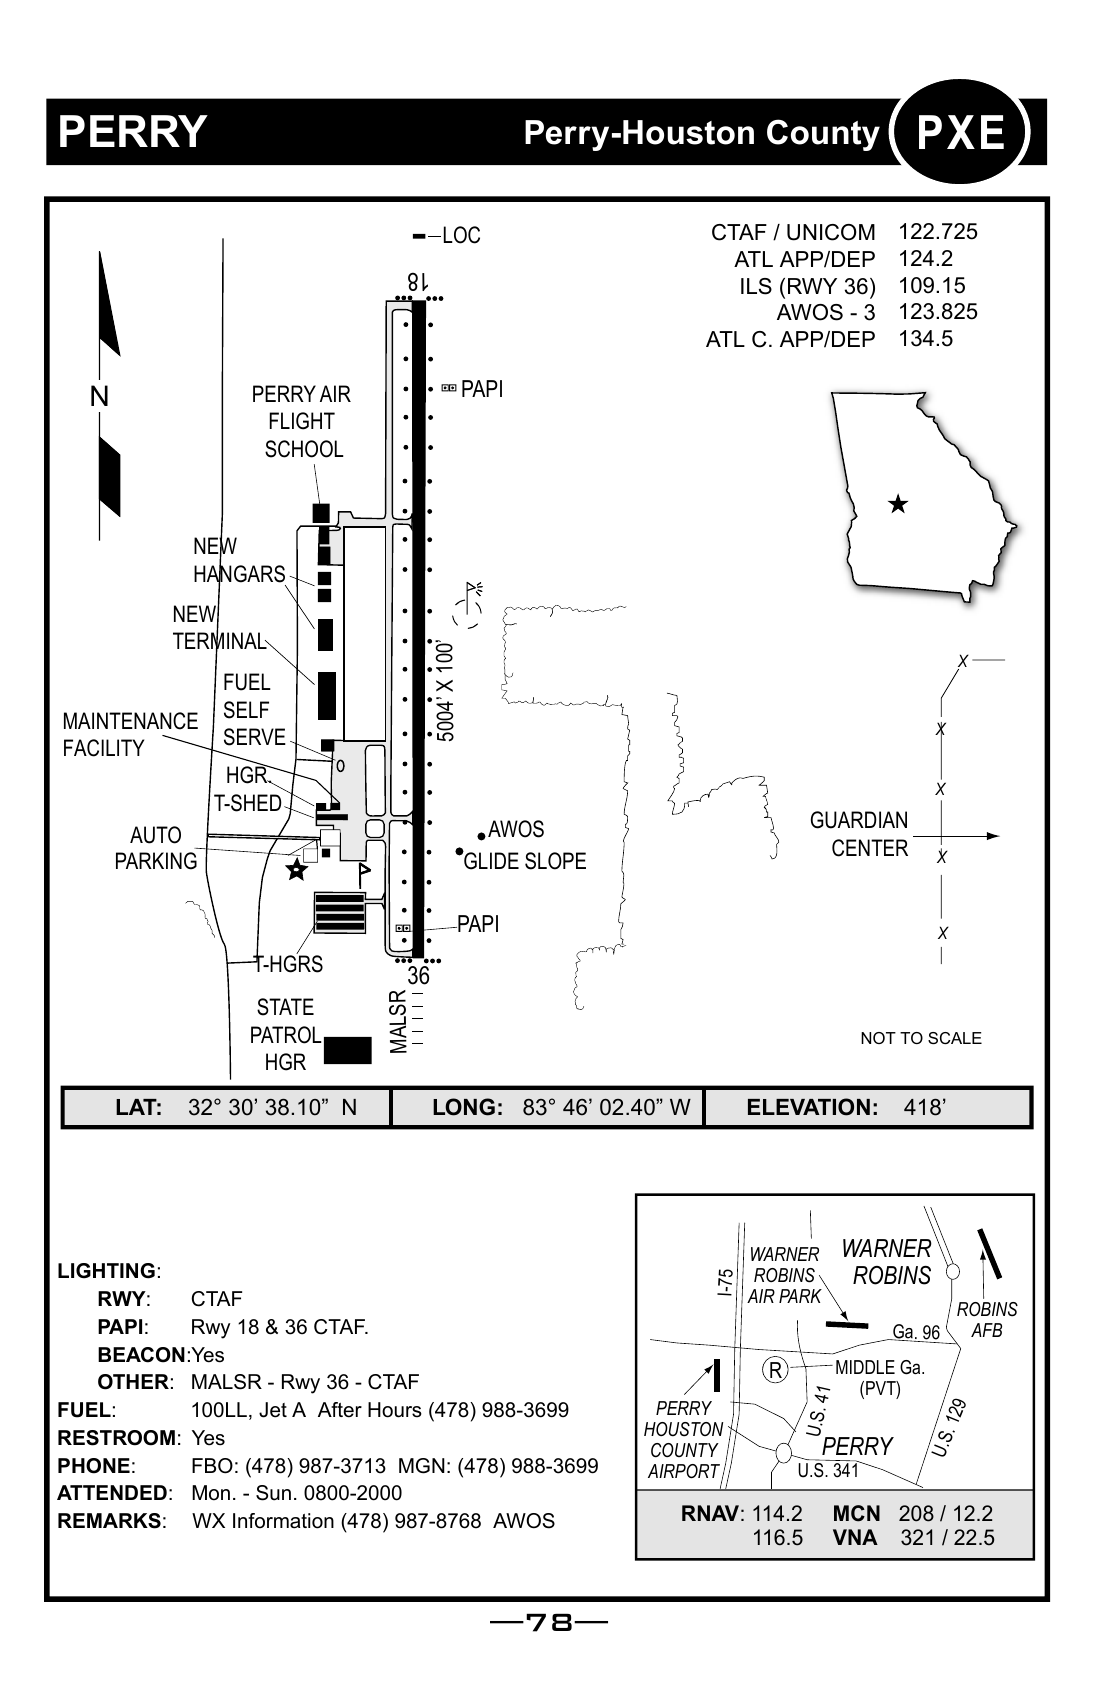 PERRY
Perry-Houston County
PXE
LOC
18
CTAF / UNICOM 122.725
ATL APP/DEP 124.2
ILS (RWY 36) 109.15
AWOS - 3 123.825
ATL C. APP/DEP 134.5
N
PAPI
PERRY AIR
FLIGHT
SCHOOL
NEW
HANGARS
NEW
TERMINAL
5004' X 100'
FUEL
SELF
SERVE
MAINTENANCE
FACILITY
HGR.
T-SHED
AUTO
PARKING
AWOS
GLIDE SLOPE
GUARDIAN
CENTER
X
X
X
X
X
PAPI
T-HGRS
36
MALSR
STATE
PATROL
HGR
NOT TO SCALE
LAT: 32° 30’ 38.10” N
LONG: 83° 46’ 02.40” W
ELEVATION: 418’
LIGHTING:
RWY: CTAF
PAPI: Rwy 18 & 36 CTAF.
BEACON:Yes
OTHER: MALSR - Rwy 36 - CTAF
FUEL: 100LL, Jet A After Hours (478) 988-3699
RESTROOM: Yes
PHONE: FBO: (478) 987-3713 MGN: (478) 988-3699
ATTENDED: Mon. - Sun. 0800-2000
REMARKS: WX Information (478) 987-8768 AWOS
I-75
WARNER
ROBINS
AIR PARK
WARNER
ROBINS
ROBINS
AFB
Ga. 96
R
MIDDLE Ga.
(PVT)
PERRY
HOUSTON
COUNTY
AIRPORT
U.S. 41
PERRY
U.S. 341
U.S. 129
RNAV: 114.2 MCN 208 / 12.2
116.5 VNA 321 / 22.5
78